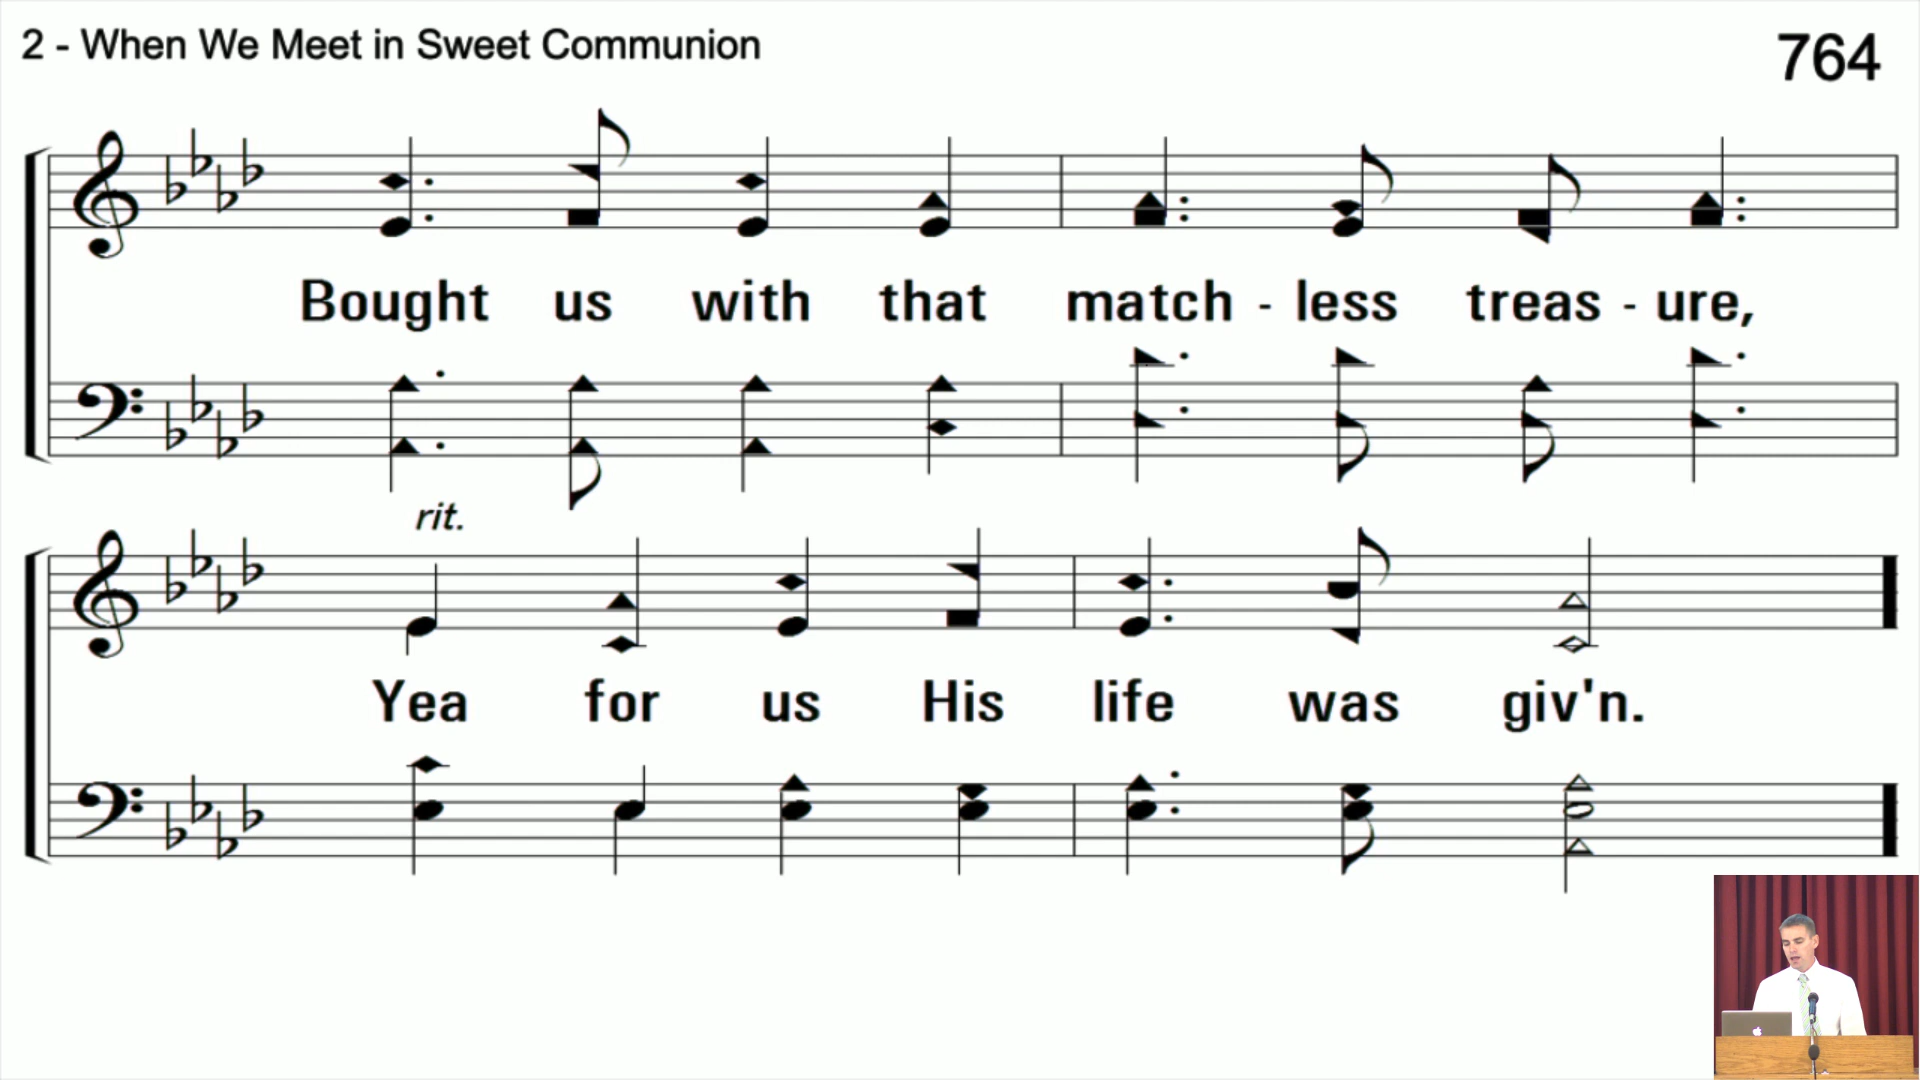 2 - When We Meet in Sweet Communion
764
Bought us with that match - less treas - ure,
rit.
Yea for us His life was giv'n.